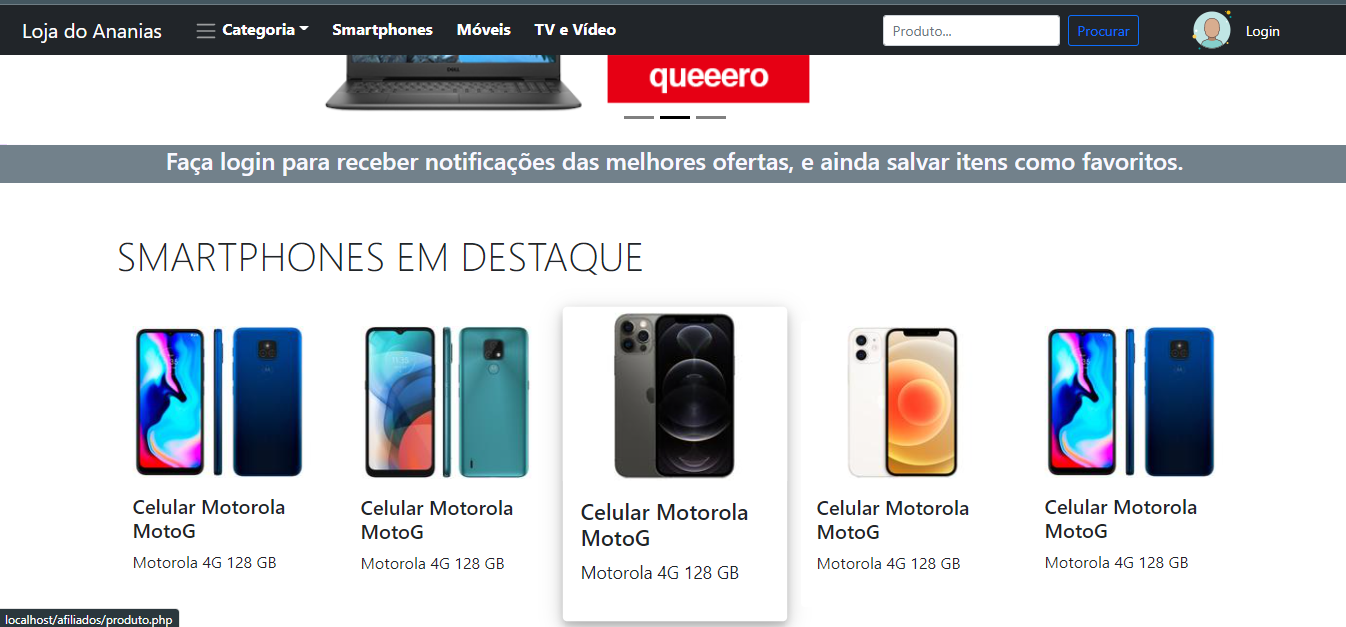 Loja do Ananias
Categoria
Smartphones
Móveis
TV e Vídeo
Produto...
Procurar
Login
DELL
queeero
Faça login para receber notificações das melhores ofertas, e ainda salvar itens como favoritos.
SMARTPHONES EM DESTAQUE
Celular Motorola
MotoG
Motorola 4G 128 GB
Celular Motorola
MotoG
Motorola 4G 128 GB
Celular Motorola
MotoG
Motorola 4G 128 GB
Celular Motorola
MotoG
Motorola 4G 128 GB
Celular Motorola
MotoG
Motorola 4G 128 GB
localhost/afiliados/produto.php